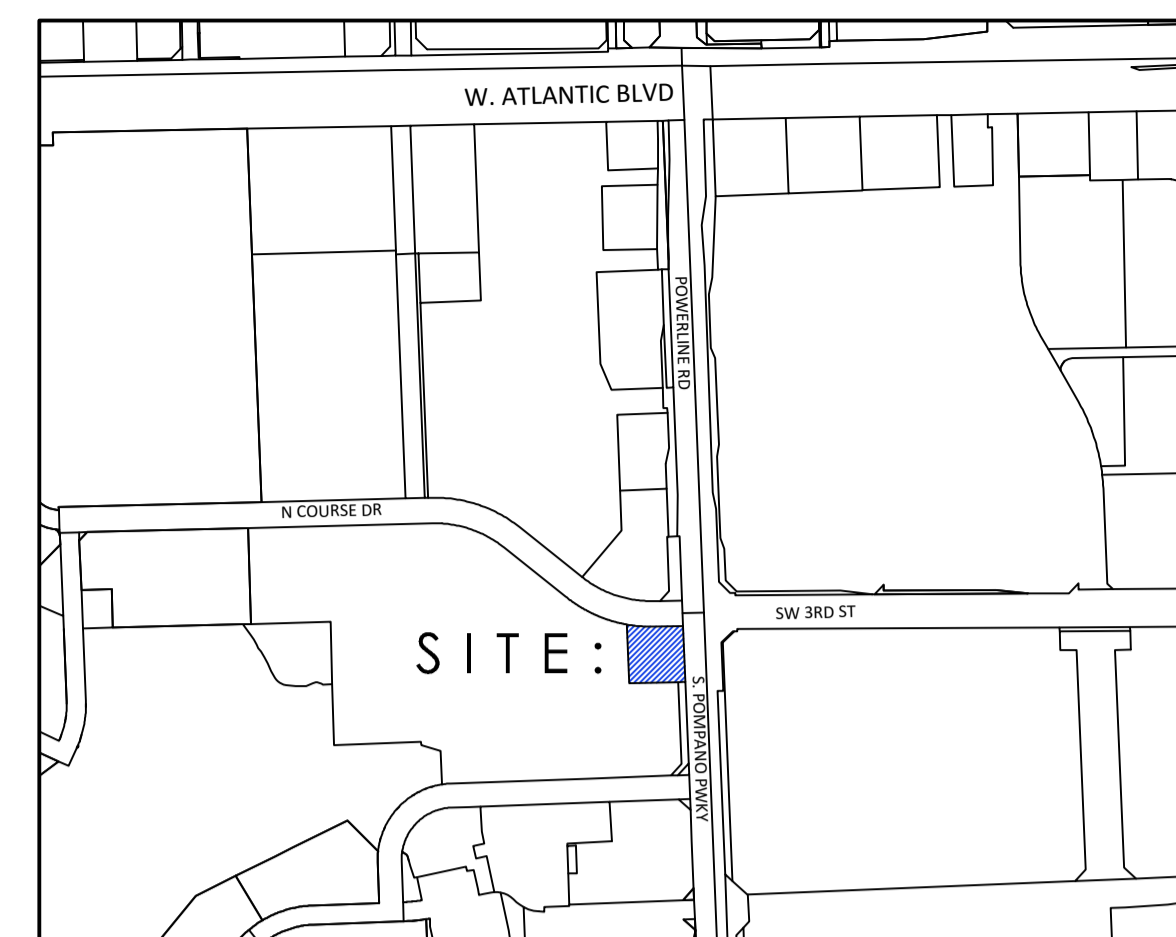 W. ATLANTIC BLVD
POWERLINE RD
N COURSE DR
SW 3RD ST
SITE:
S. POMPANO PWKY